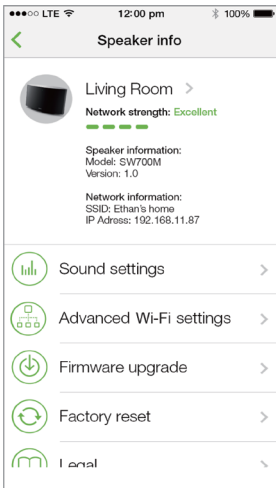 LTE 12:00 pm 100%
Speaker info
Living Room
Network strength: Excellent
Speaker information:
Model: SW700M
Version: 1.0
Network information:
SSID: Ethan's home
IP Adress: 192.168.11.87
Sound settings
Advanced Wi-Fi settings
Firmware upgrade
Factory reset
Legal